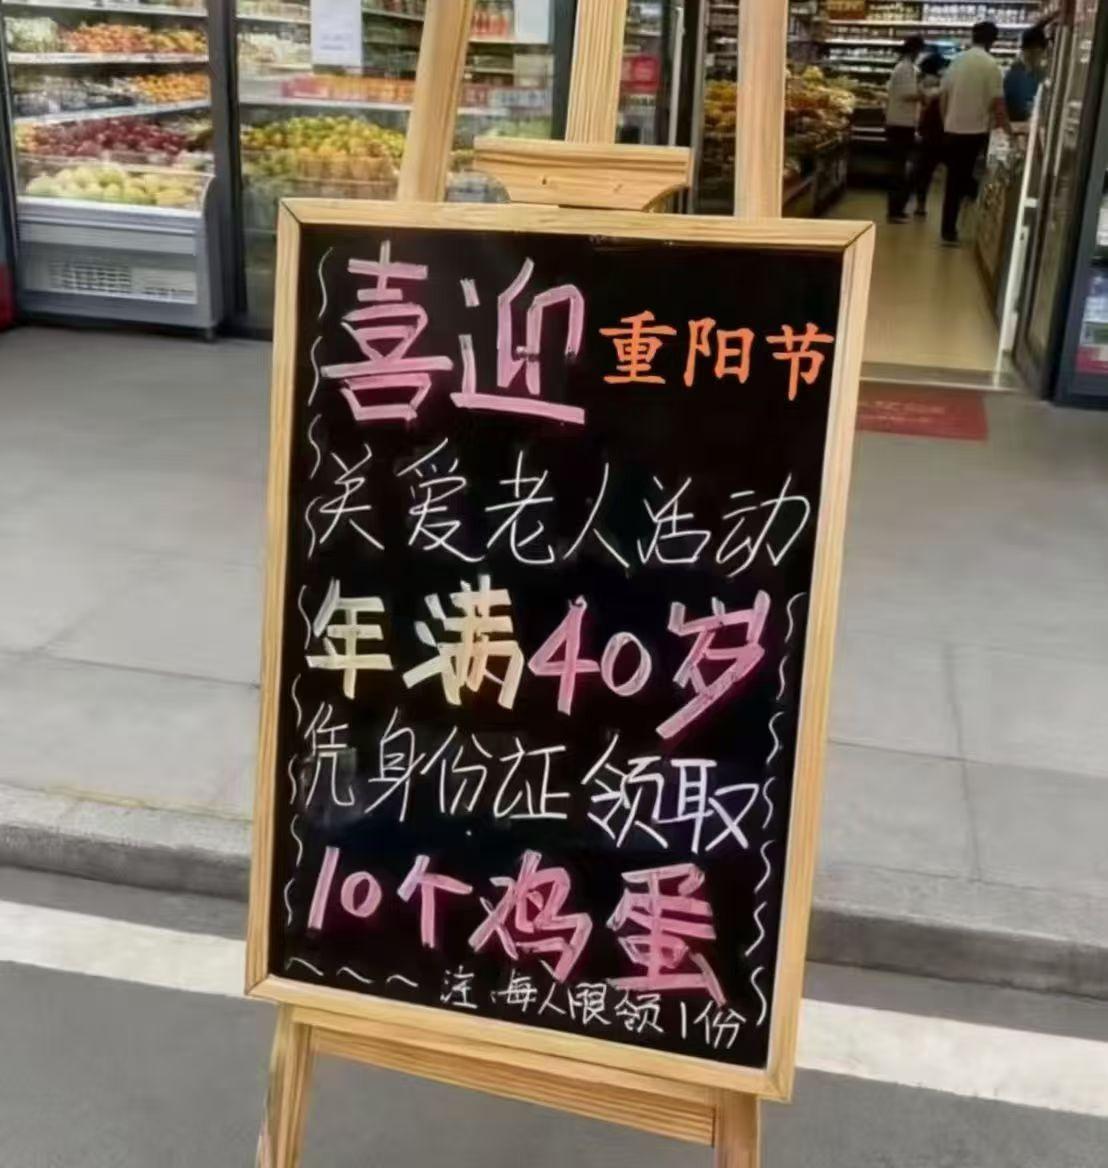 喜迎 重阳节
关爱老人活动
年满40岁
凭身份证领取
10个鸡蛋
注:每人限领1份